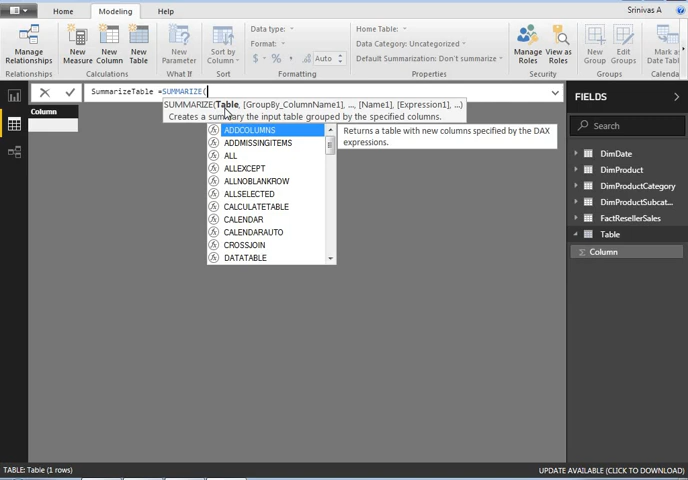 Srinivas A
Home
Modeling
Help
Manage
Relationships
New
Measure
New
Column
New
Table
New
Parameter
Sort by
Column
Data type:
Format:
$ % , Auto
Home Table:
Data Category: Uncategorized
Default Summarization: Don't summarize
Manage
Roles
View as
Roles
New
Groups
Edit
Groups
Mark as
Date Table
Relationships
Calculations
What If
Sort
Formatting
Properties
Security
Groups
Calenda
SummarizeTable =SUMMARIZE(
SUMMARIZE(Table, [GroupBy_ColumnName1], ..., [Name1], [Expression1], ...)
Creates a summary the input table grouped by the specified columns.
Column
ADDCOLUMNS
ADDMISSINGITEMS
ALL
ALLEXCEPT
ALLNOBLANKROW
ALLSELECTED
CALCULATETABLE
CALENDAR
CALENDARAUTO
CROSSJOIN
DATATABLE
Returns a table with new columns specified by the DAX
expressions.
FIELDS
Search
DimDate
DimProduct
DimProductCategory
DimProductSubcat...
FactResellerSales
Table
Σ Column
TABLE: Table (1 rows)
UPDATE AVAILABLE (CLICK TO DOWNLOAD)